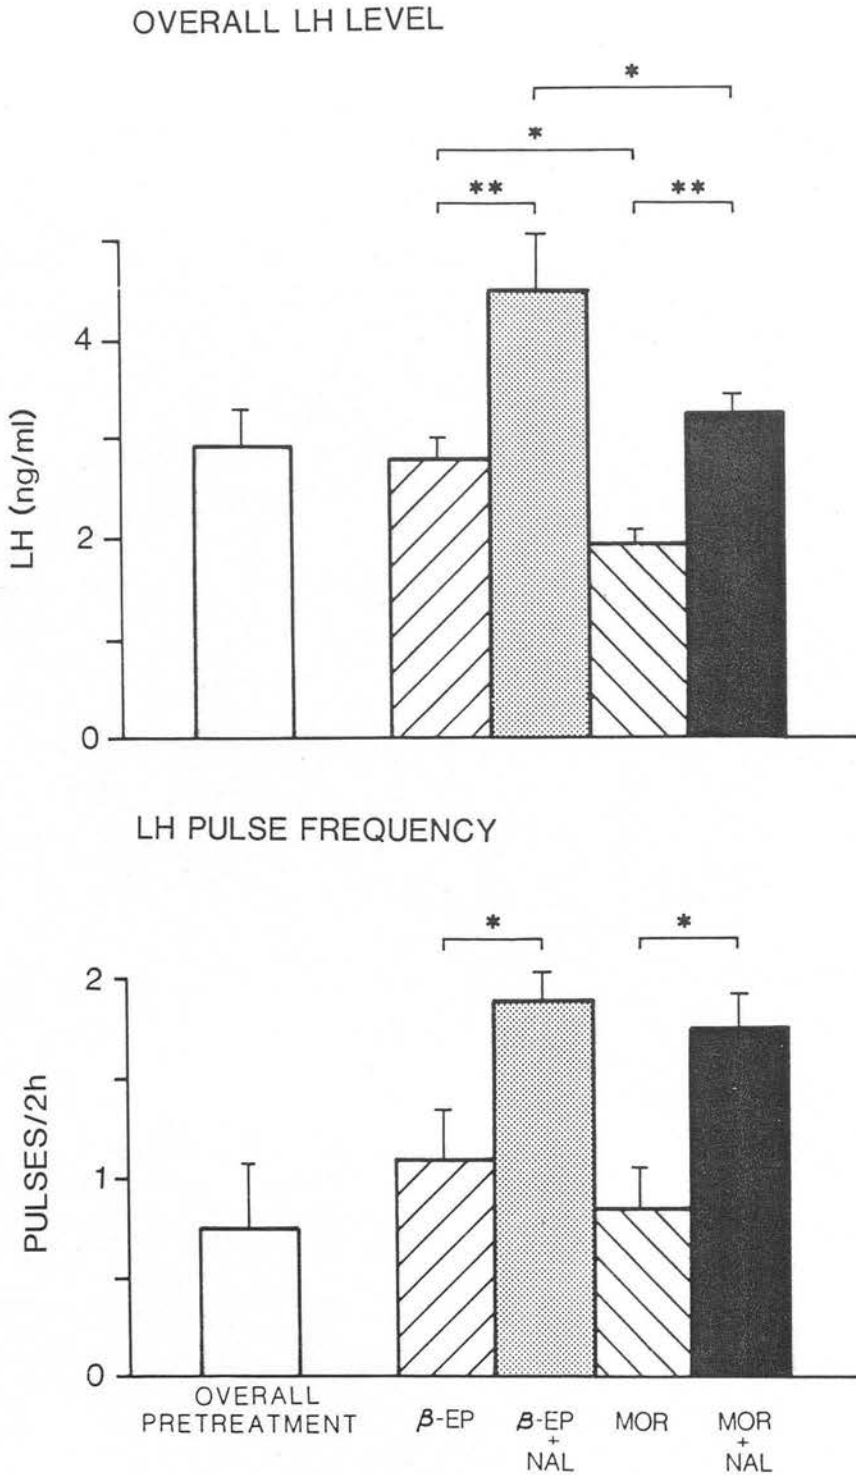 OVERALL LH LEVEL
*
*
** **
4
2
0
LH (ng/ml)
LH PULSE FREQUENCY
* *
2
1
0
PULSES/2h
OVERALL
PRETREATMENT
β-EP
β-EP
+
NAL
MOR
MOR
+
NAL